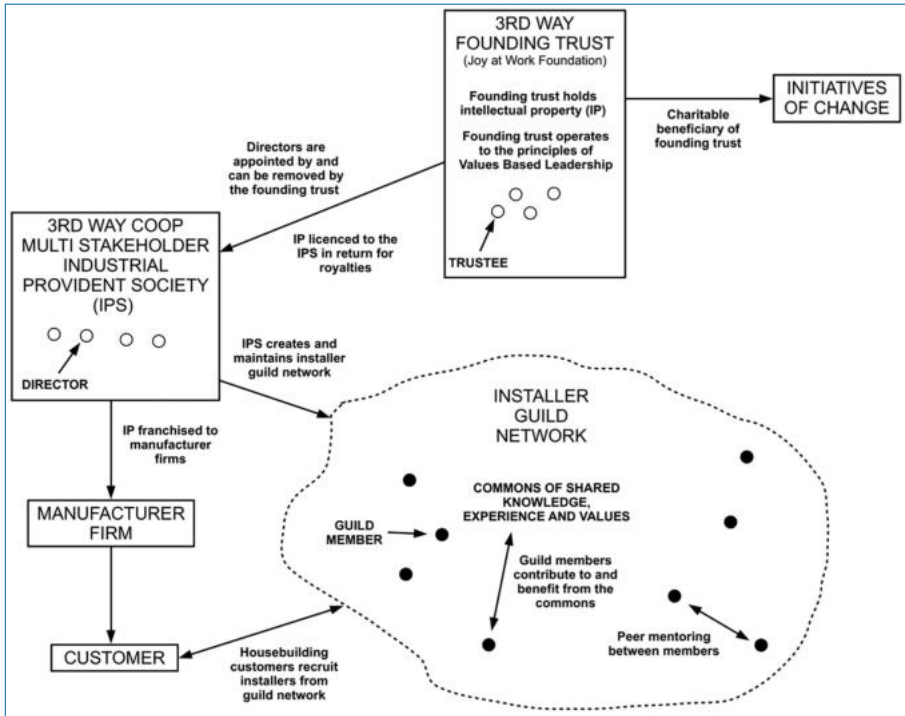 3RD WAY
FOUNDING TRUST
(Joy at Work Foundation)
Founding trust holds
intellectual property (IP)
Founding trust operates
to the principles of
Values Based Leadership
TRUSTEE
INITIATIVES
OF CHANGE
Charitable
beneficiary of
founding trust
Directors are
appointed by and
can be removed by
the founding trust
IP licenced to the
IPS in return for
royalties
3RD WAY COOP
MULTI STAKEHOLDER
INDUSTRIAL
PROVIDENT SOCIETY
(IPS)
DIRECTOR
IPS creates and
maintains installer
guild network
IP franchised to
manufacturer
firms
MANUFACTURER
FIRM
CUSTOMER
Housebuilding
customers recruit
installers from
guild network
INSTALLER
GUILD
NETWORK
COMMONS OF SHARED
KNOWLEDGE,
EXPERIENCE AND VALUES
GUILD
MEMBER
Guild members
contribute to and
benefit from the
commons
Peer mentoring
between members